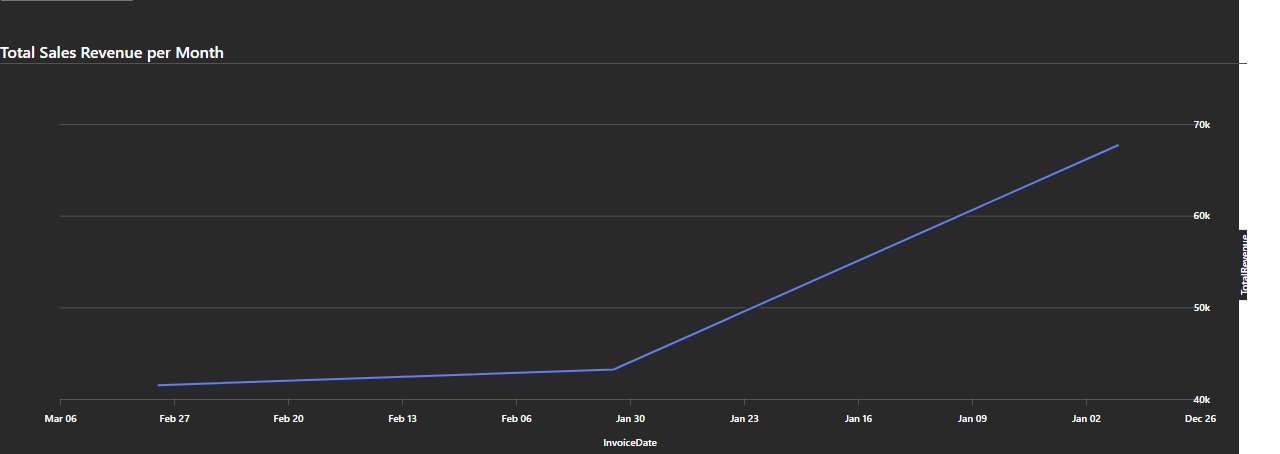 Total Sales Revenue per Month
70k
60k
50k
40k
TotalRevenue
Mar 06 Feb 27 Feb 20 Feb 13 Feb 06 Jan 30 Jan 23 Jan 16 Jan 09 Jan 02 Dec 26
InvoiceDate